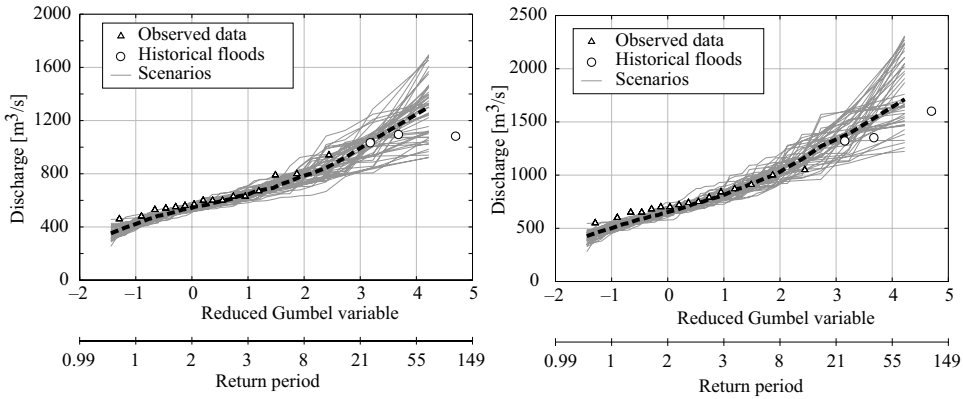 2000
1600
1200
800
400
0
Discharge [m³/s]
Observed data
Historical floods
Scenarios
−2 −1 0 1 2 3 4 5
Reduced Gumbel variable
0.99 1 2 3 8 21 55 149
Return period
2500
2000
1500
1000
500
0
Discharge [m³/s]
Observed data
Historical floods
Scenarios
−2 −1 0 1 2 3 4 5
Reduced Gumbel variable
0.99 1 2 3 8 21 55 149
Return period